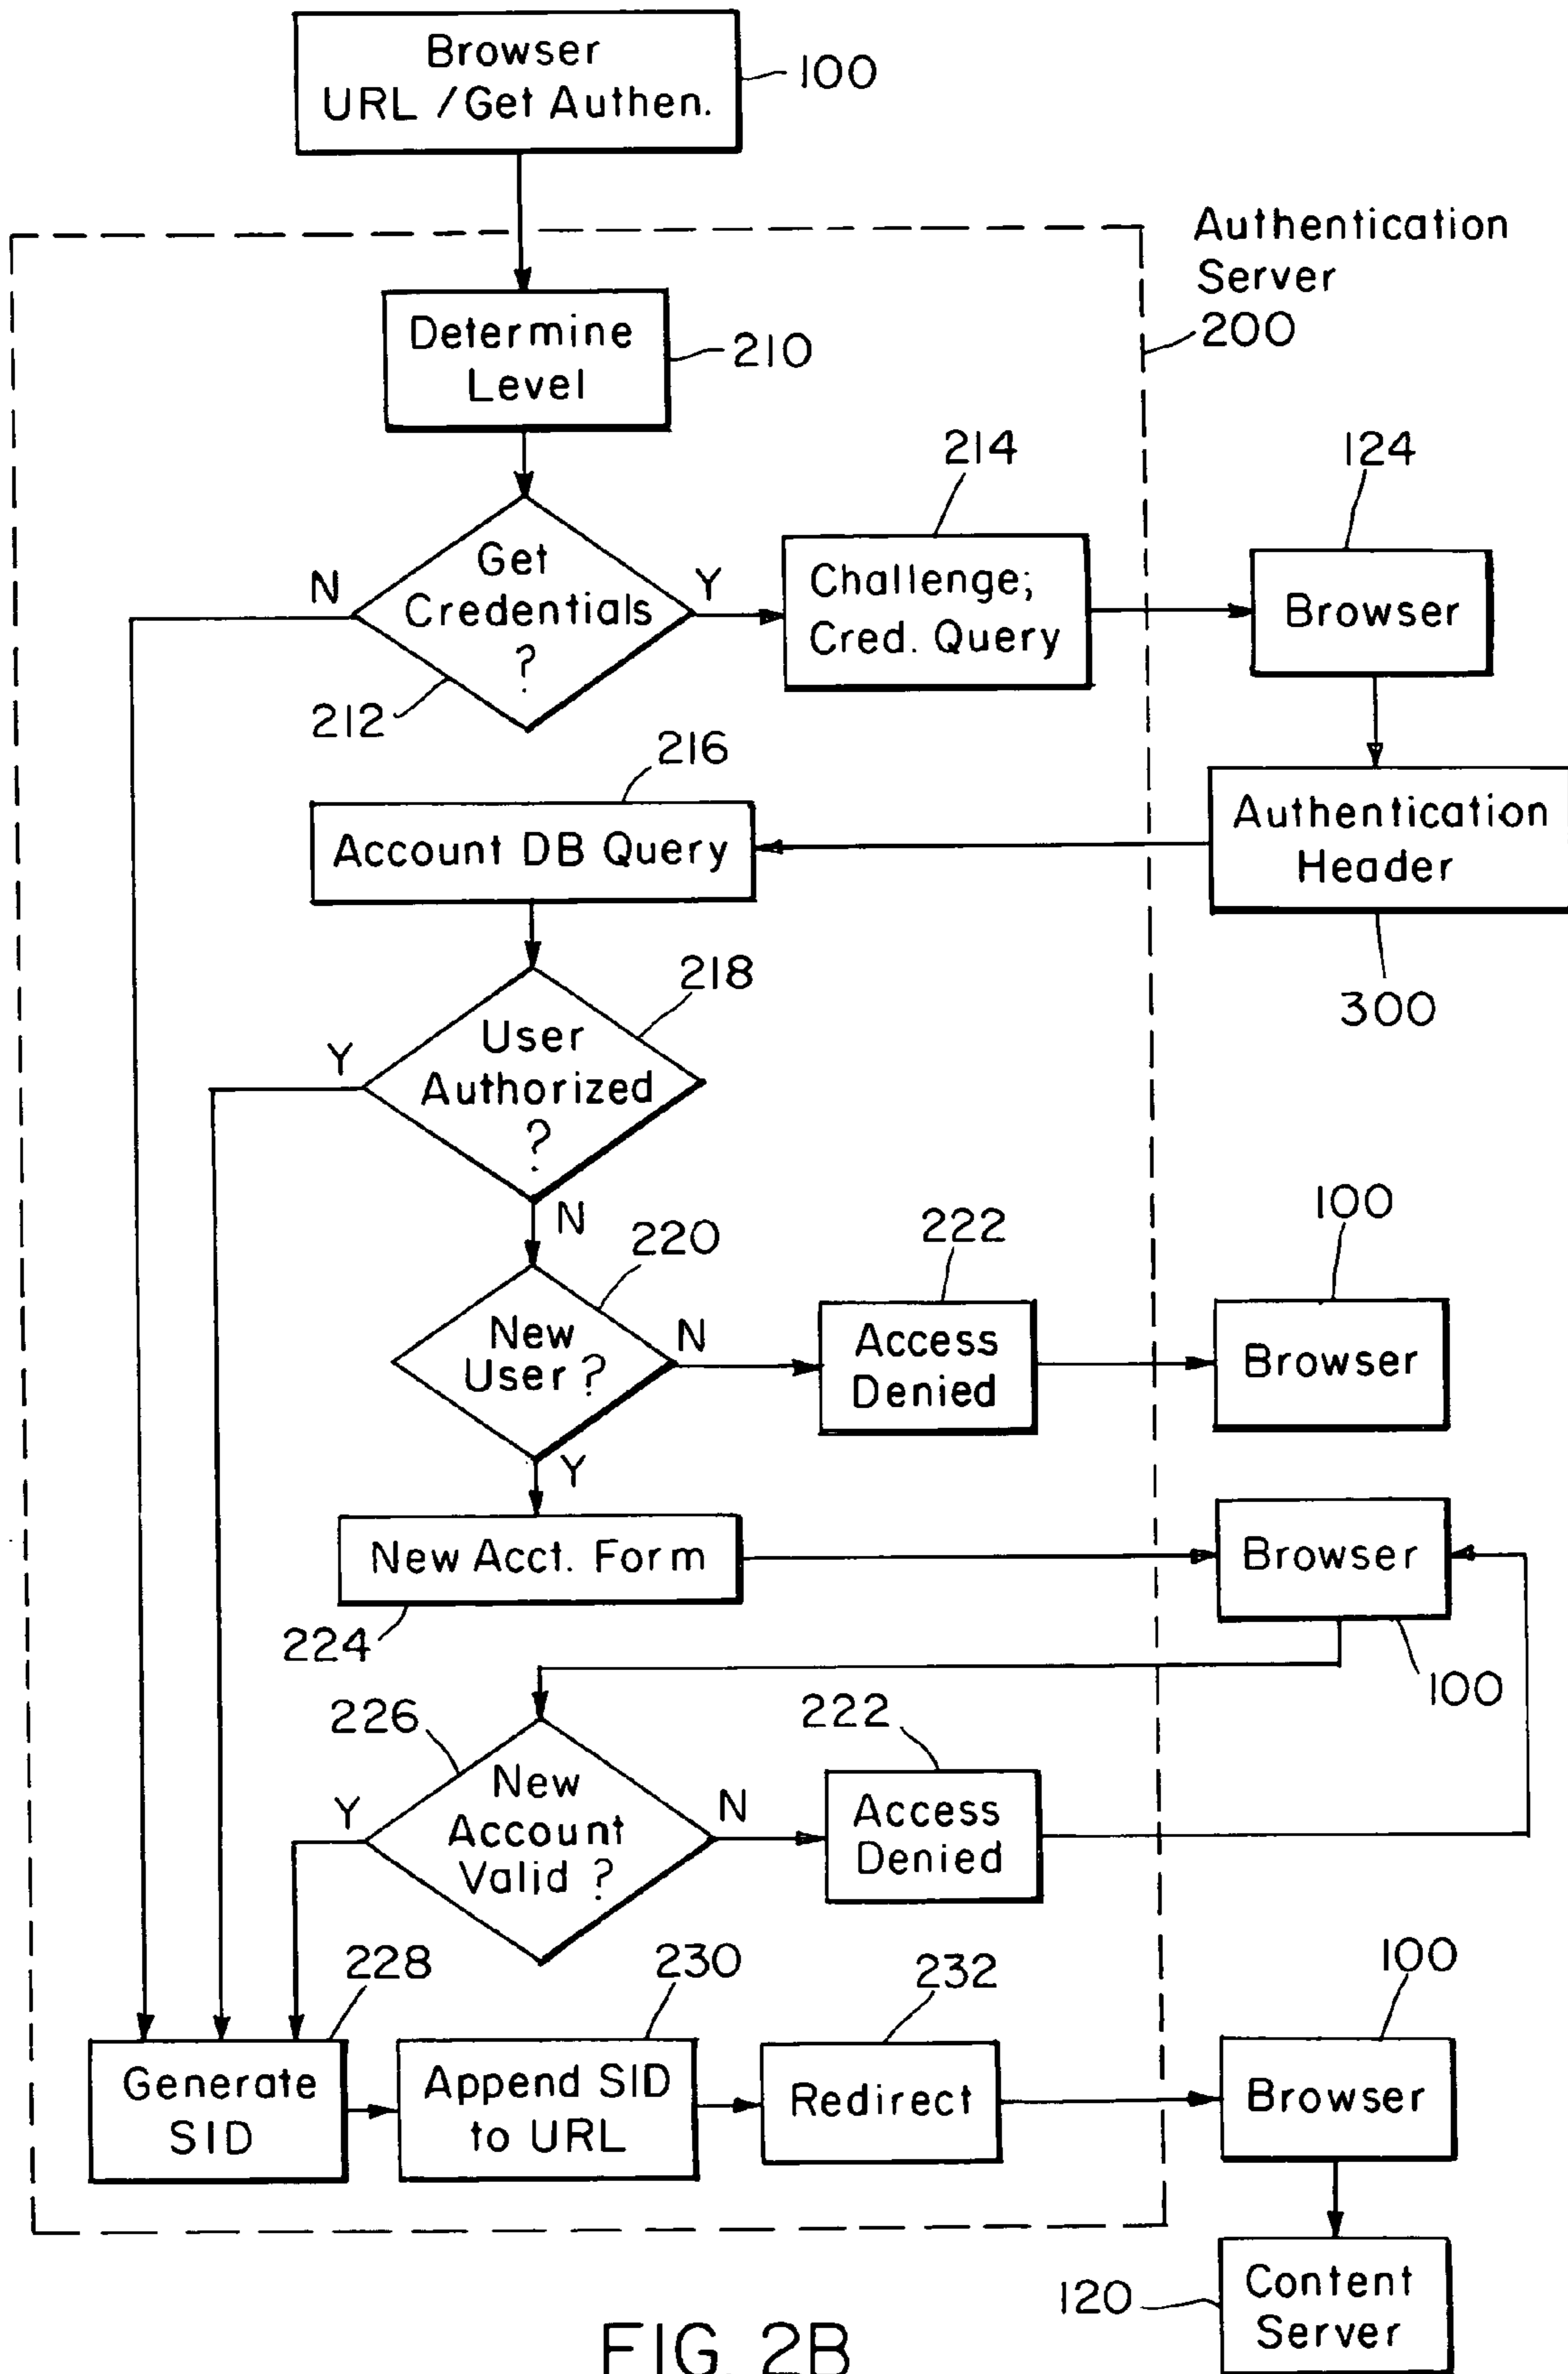 Browser
URL / Get Authen.
100
Authentication
Server
200
Determine
Level
210
214
124
Get
Credentials
?
N
Y
212
Challenge;
Cred. Query
Browser
216
Account DB Query
Authentication
Header
300
218
User
Authorized
?
Y
N
220
222
100
New
User ?
N
Y
Access
Denied
Browser
New Acct. Form
224
Browser
100
226
222
New
Account
Valid ?
Y
N
Access
Denied
228
230
232
100
Generate
SID
Append SID
to URL
Redirect
Browser
120
Content
Server
FIG. 2B